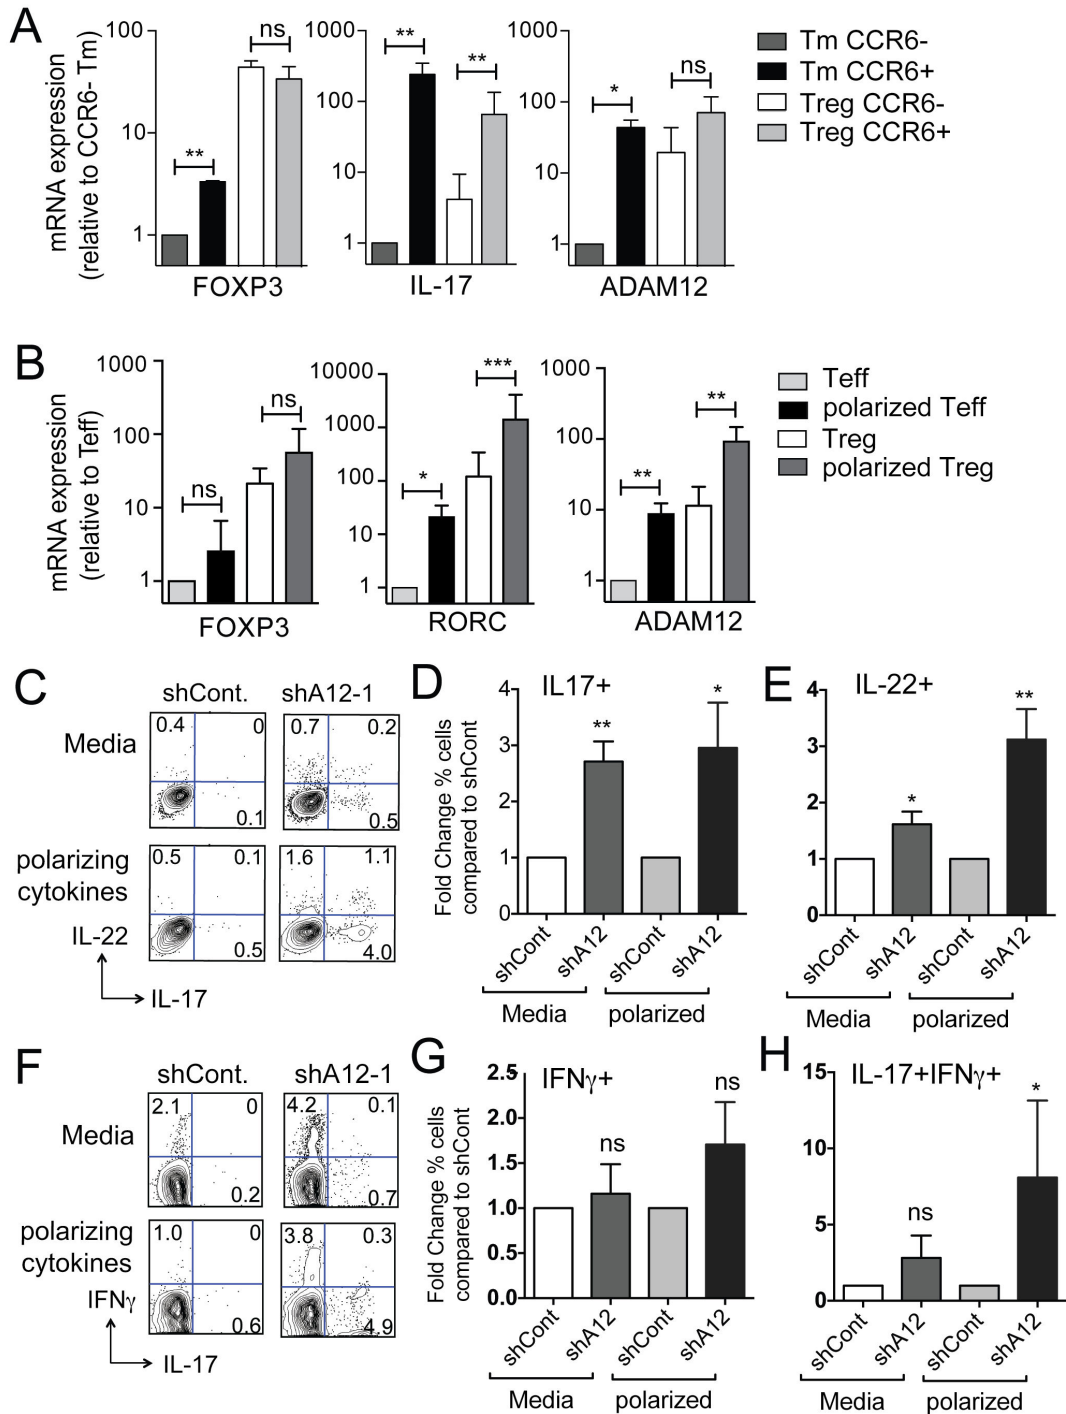 A
mRNA expression
(relative to CCR6- Tm)
100
10
1
**
ns
FOXP3
1000
100
10
1
**
**
IL-17
1000
100
10
1
*
ns
ADAM12
Tm CCR6-
Tm CCR6+
Treg CCR6-
Treg CCR6+
B
mRNA expression
(relative to Teff)
1000
100
10
1
ns
ns
FOXP3
10000
1000
100
10
1
*
***
RORC
1000
100
10
1
**
**
ADAM12
Teff
polarized Teff
Treg
polarized Treg
C
shCont.
shA12-1
Media
0.4
0
0.1
0.7
0.2
0.5
polarizing
cytokines
0.5
0.1
0.5
1.6
1.1
4.0
IL-22
IL-17
D
IL17+
Fold Change % cells
compared to shCont
4
3
2
1
0
**
*
shCont
shA12
shCont
shA12
Media
polarized
E
IL-22+
4
3
2
1
0
*
**
shCont
shA12
shCont
shA12
Media
polarized
F
shCont.
shA12-1
Media
2.1
0
0.2
4.2
0.1
0.7
polarizing
cytokines
1.0
0
0.6
3.8
0.3
4.9
IFNγ
IL-17
G
IFNγ+
Fold Change % cells
compared to shCont
2.5
2.0
1.5
1.0
0.5
0.0
ns
ns
shCont
shA12
shCont
shA12
Media
polarized
H
IL-17+IFNγ+
15
10
5
0
ns
*
shCont
shA12
shCont
shA12
Media
polarized